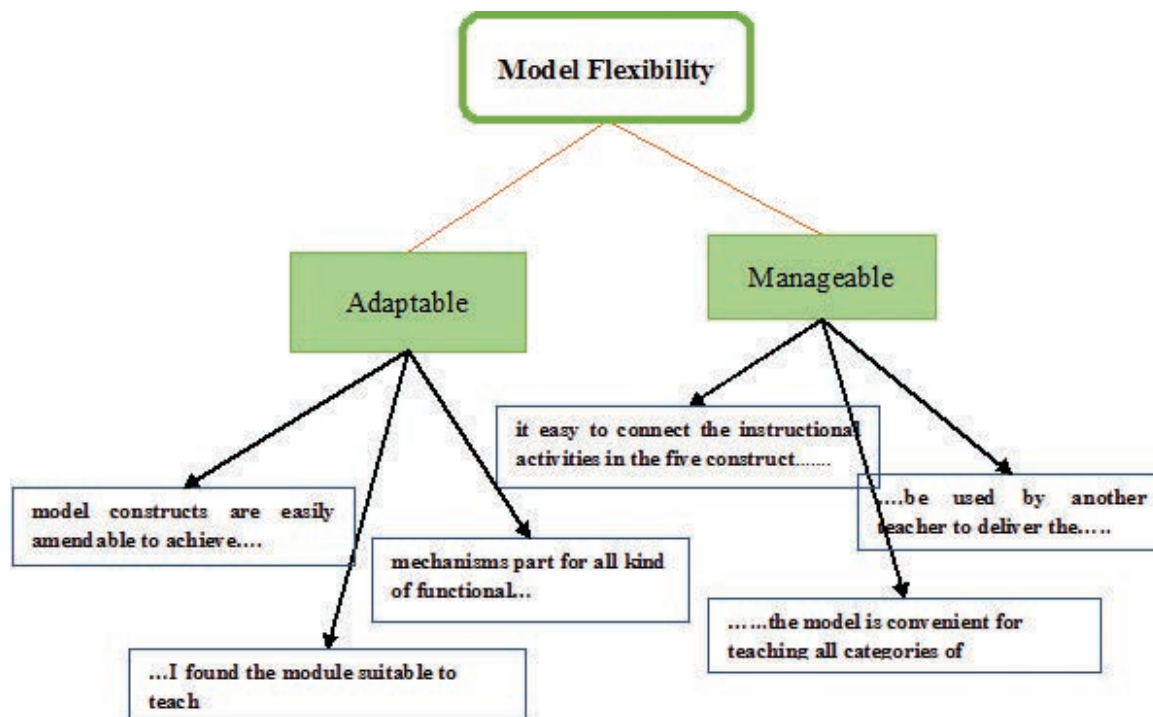 Model Flexibility
Adaptable
Manageable
it easy to connect the instructional
activities in the five construct.......
model constructs are easily
amendable to achieve....
....be used by another
teacher to deliver the.....
mechanisms part for all kind
of functional...
......the model is convenient for
teaching all categories of
...I found the module suitable to
teach